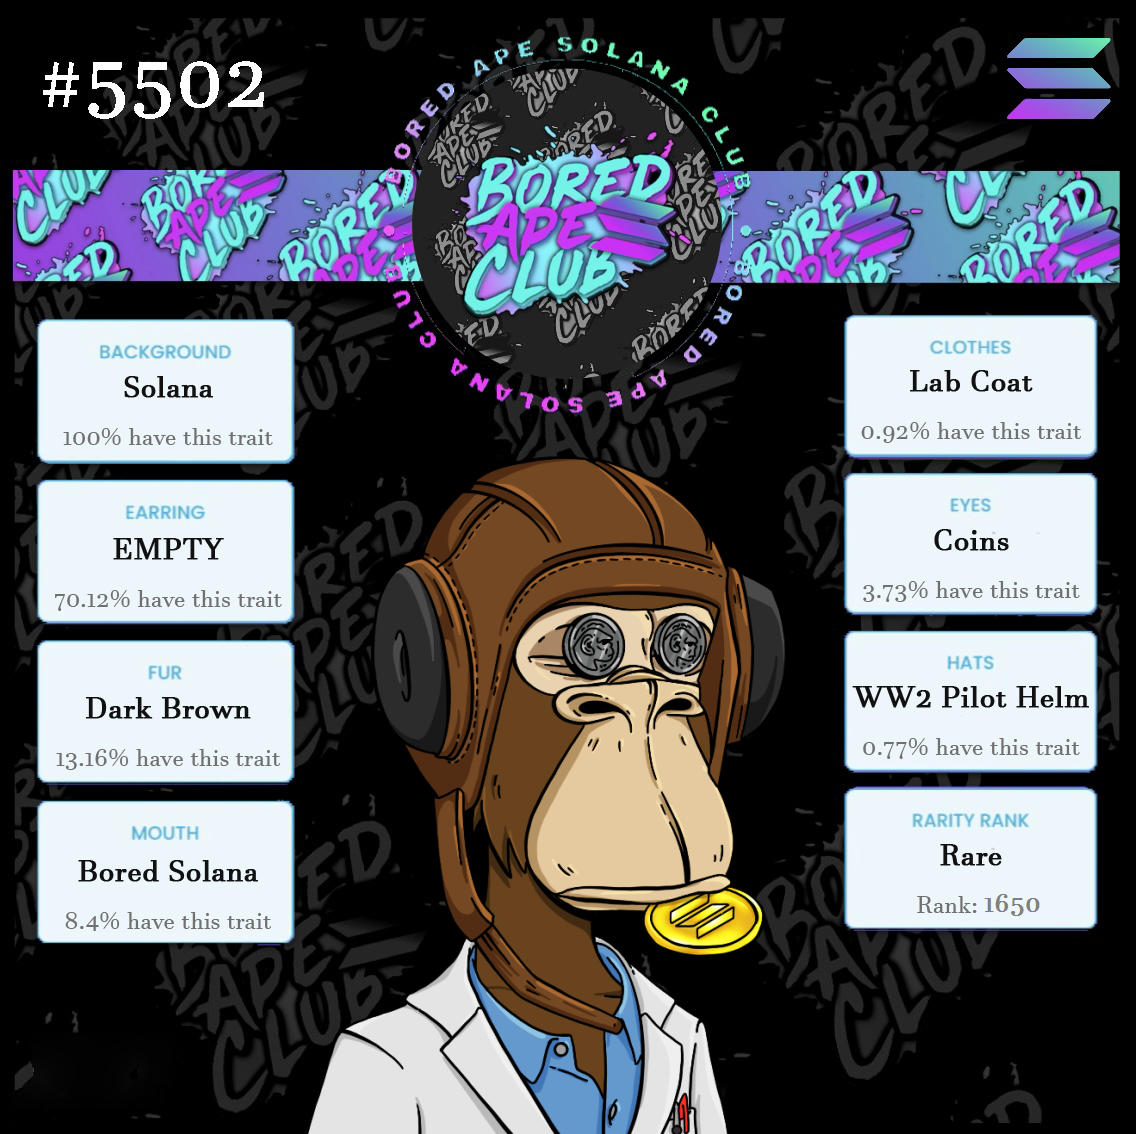 #5502
BORED APE SOLANA CLUB
BORED
APE
CLUB
BORED APE SOLANA CLUB
BACKGROUND
Solana
100% have this trait
EARRING
EMPTY
70.12% have this trait
FUR
Dark Brown
13.16% have this trait
MOUTH
Bored Solana
8.4% have this trait
CLOTHES
Lab Coat
0.92% have this trait
EYES
Coins
3.73% have this trait
HATS
WW2 Pilot Helm
0.77% have this trait
RARITY RANK
Rare
Rank: 1650